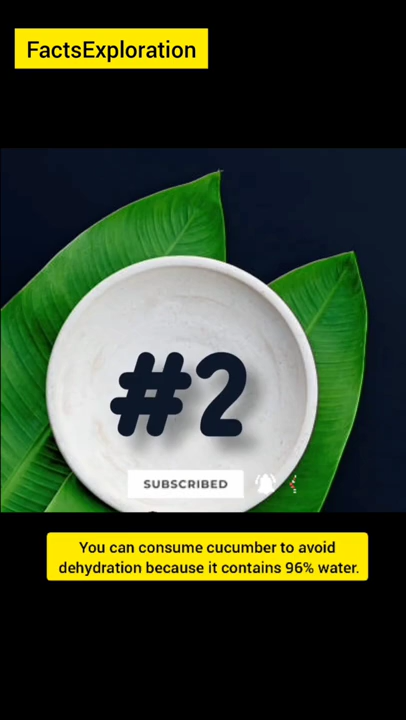 FactsExploration
#2
SUBSCRIBED
You can consume cucumber to avoid
dehydration because it contains 96% water.